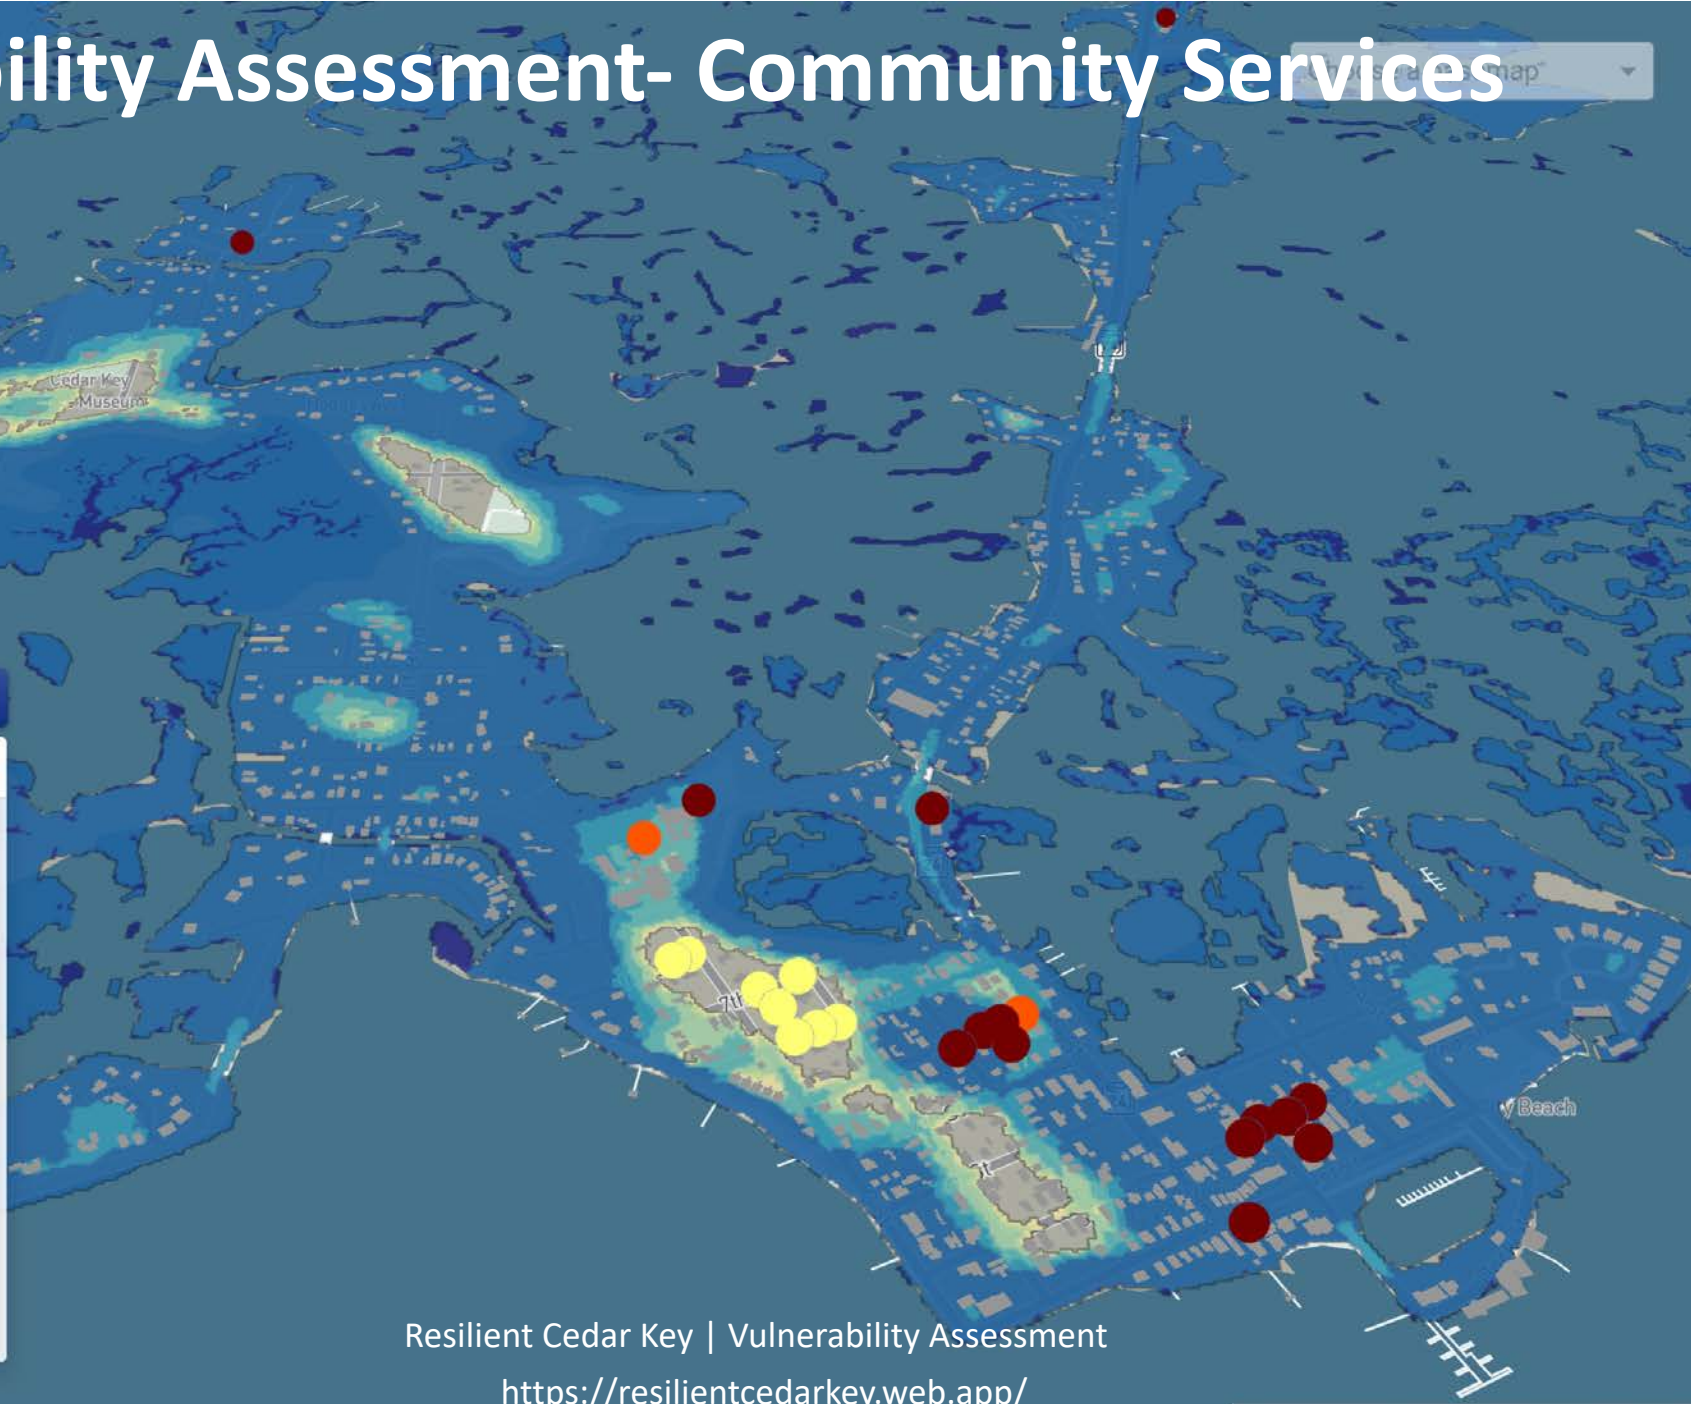 ility Assessment- Community Services
Cedar Key
Museum
7th
y Beach
Resilient Cedar Key | Vulnerability Assessment
https://resilientcedarkey.web.app/